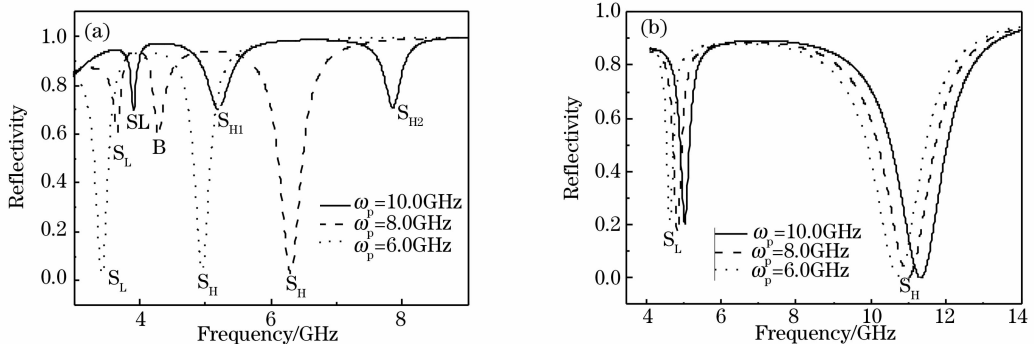 (a)
1.0
0.8
0.6
0.4
0.2
0.0
Reflectivity
SL
S_L
B
S_H1
S_H2
ω_p=10.0GHz
ω_p=8.0GHz
ω_p=6.0GHz
S_L
S_H
S_H
4
6
8
Frequency/GHz
(b)
1.0
0.8
0.6
0.4
0.2
0.0
Reflectivity
S_L
ω_p=10.0GHz
ω_p=8.0GHz
ω_p=6.0GHz
S_H
4
6
8
10
12
14
Frequency/GHz